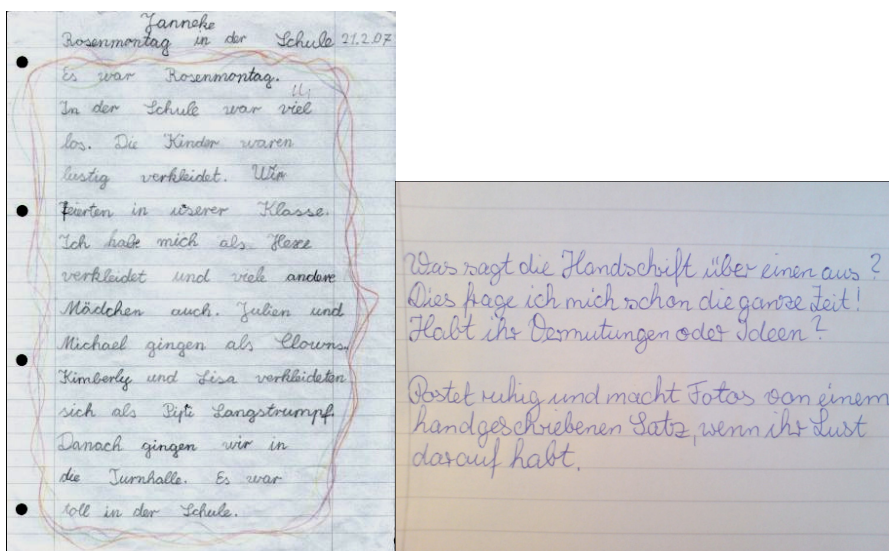 Janneke
Rosenmontag in der Schule 21.2.07
Es war Rosenmontag.
In der Schule war viel
los. Die Kinder waren
lustig verkleidet. Wir
feierten in unserer Klasse.
Ich habe mich als Hexe
verkleidet und viele andere
Mädchen auch. Julien und
Michael gingen als Clowns.
Kimberly und Lisa verkleideten
sich als Pipi Langstrumpf.
Danach gingen wir in
die Turnhalle. Es war
toll in der Schule.
Was sagt die Handschrift über einen aus?
Dies frage ich mich schon die ganze Zeit!
Habt ihr Vermutungen oder Ideen?
Postet ruhig und macht Fotos von einem
handgeschriebenen Satz, wenn ihr Lust
darauf habt.